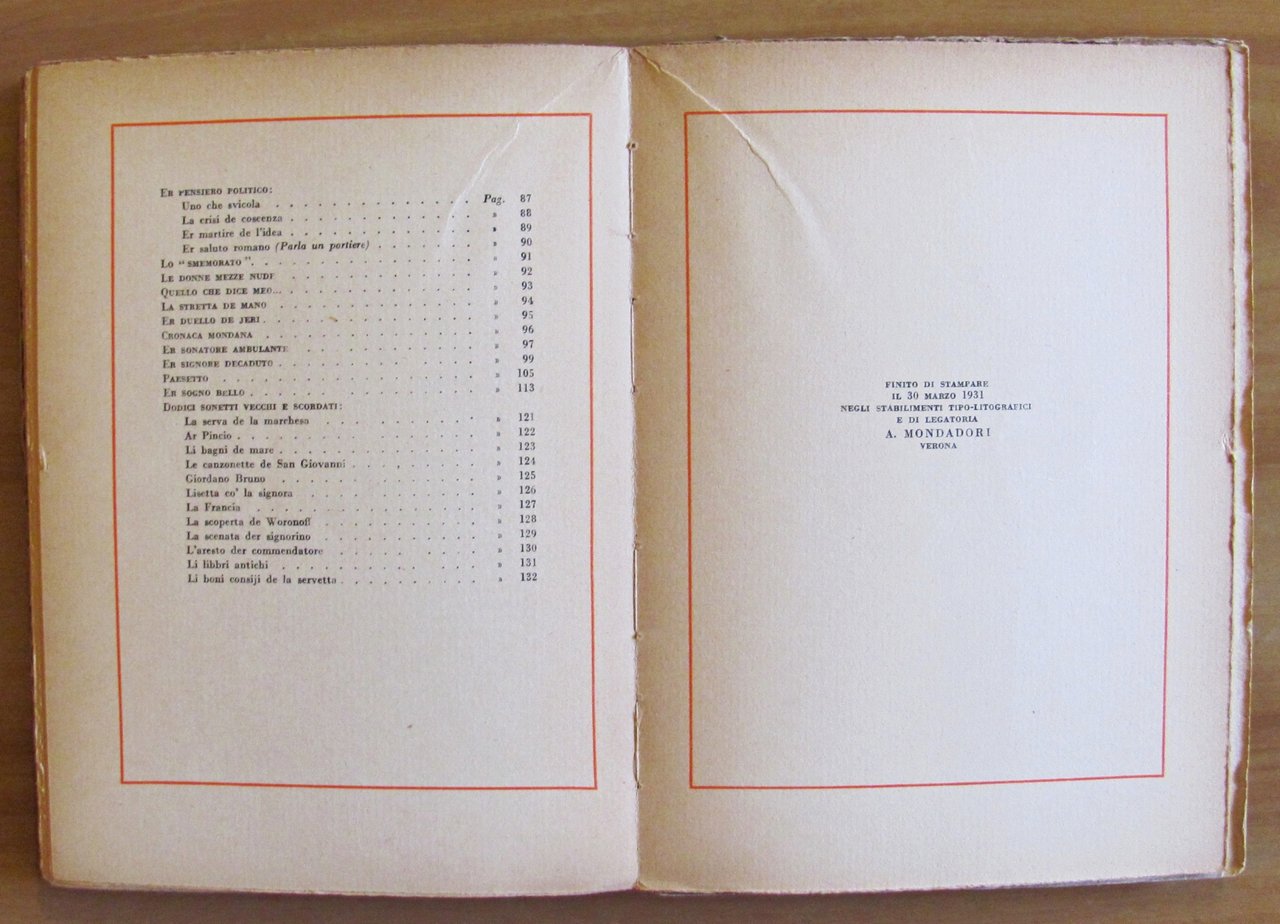 ER PENSIERO POLITICO:
Uno che svicola . . . . . . . . . . . . . . Pag. 87
La crisi de coscenza . . . . . . . . . . . . . » 88
Er martire de l'idea . . . . . . . . . . . . . » 89
Er saluto romano (Parla un portiere) . . . . . . . » 90
LO "SMEMORATO". . . . . . . . . . . . . . . . » 91
LE DONNE MEZZE NUDE . . . . . . . . . . . . . » 92
QUELLO CHE DICE MEO... . . . . . . . . . . . . . » 93
LA STRETTA DE MANO . . . . . . . . . . . . . . » 94
ER DUELLO DE JERI . . . . . . . . . . . . . . . » 95
CRONACA MONDANA . . . . . . . . . . . . . . . » 96
ER SONATORE AMBULANTE . . . . . . . . . . . . » 97
ER SIGNORE DECADUTO . . . . . . . . . . . . . . » 99
PAESETTO . . . . . . . . . . . . . . . . . . » 105
ER SOGNO BELLO . . . . . . . . . . . . . . . . » 113
DODICI SONETTI VECCHI E SCORDATI:
La serva de la marchesa . . . . . . . . . . . . » 121
Ar Pincio . . . . . . . . . . . . . . . . . » 122
Li bagni de mare . . . . . . . . . . . . . . » 123
Le canzonette de San Giovanni . . . . . . . . . » 124
Giordano Bruno . . . . . . . . . . . . . . » 125
Lisetta co' la signora . . . . . . . . . . . . » 126
La Francia . . . . . . . . . . . . . . . . » 127
La scoperta de Woronoff . . . . . . . . . . . » 128
La scenata der signorino . . . . . . . . . . . » 129
L'aresto der commendatore . . . . . . . . . . » 130
Li libbri antichi . . . . . . . . . . . . . . » 131
Li boni consiji de la servetta . . . . . . . . . . » 122
FINITO DI STAMPARE
IL 30 MARZO 1931
NEGLI STABILIMENTI TIPO-LITOGRAFICI
E DI LEGATORIA
A. MONDADORI
VERONA